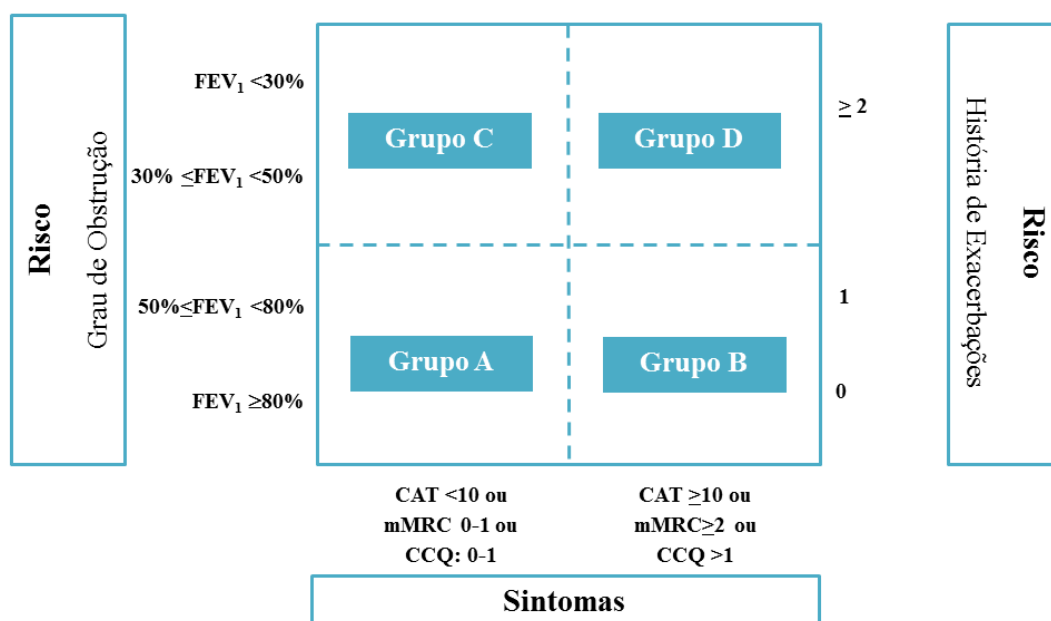 Risco
Grau de Obstrução
FEV₁ <30%
30% ≤FEV₁ <50%
50%≤FEV₁ <80%
FEV₁ ≥80%
Grupo C
Grupo D
Grupo A
Grupo B
≥ 2
1
0
História de Exacerbações
Risco
CAT <10 ou
mMRC 0-1 ou
CCQ: 0-1
CAT ≥10 ou
mMRC≥2 ou
CCQ >1
Sintomas